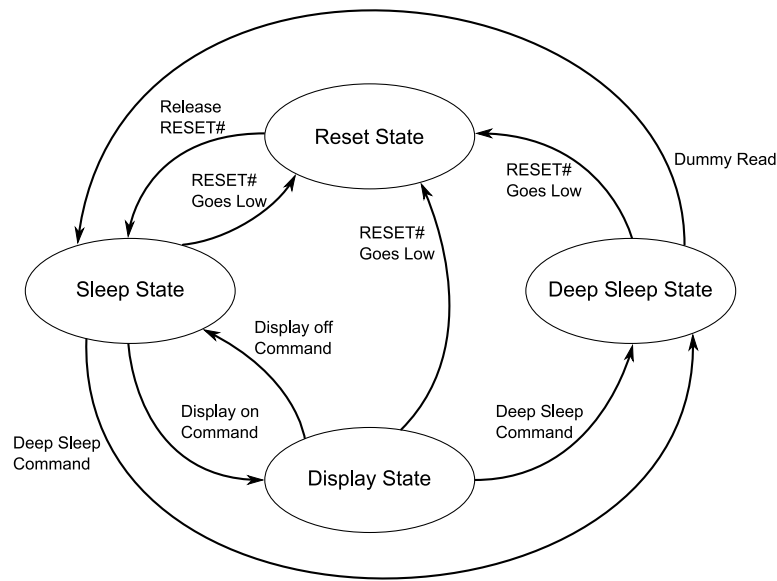 Release
RESET#
Reset State
Dummy Read
RESET#
Goes Low
RESET#
Goes Low
RESET#
Goes Low
Sleep State
Deep Sleep State
Display off
Command
Display on
Command
Deep Sleep
Command
Deep Sleep
Command
Display State